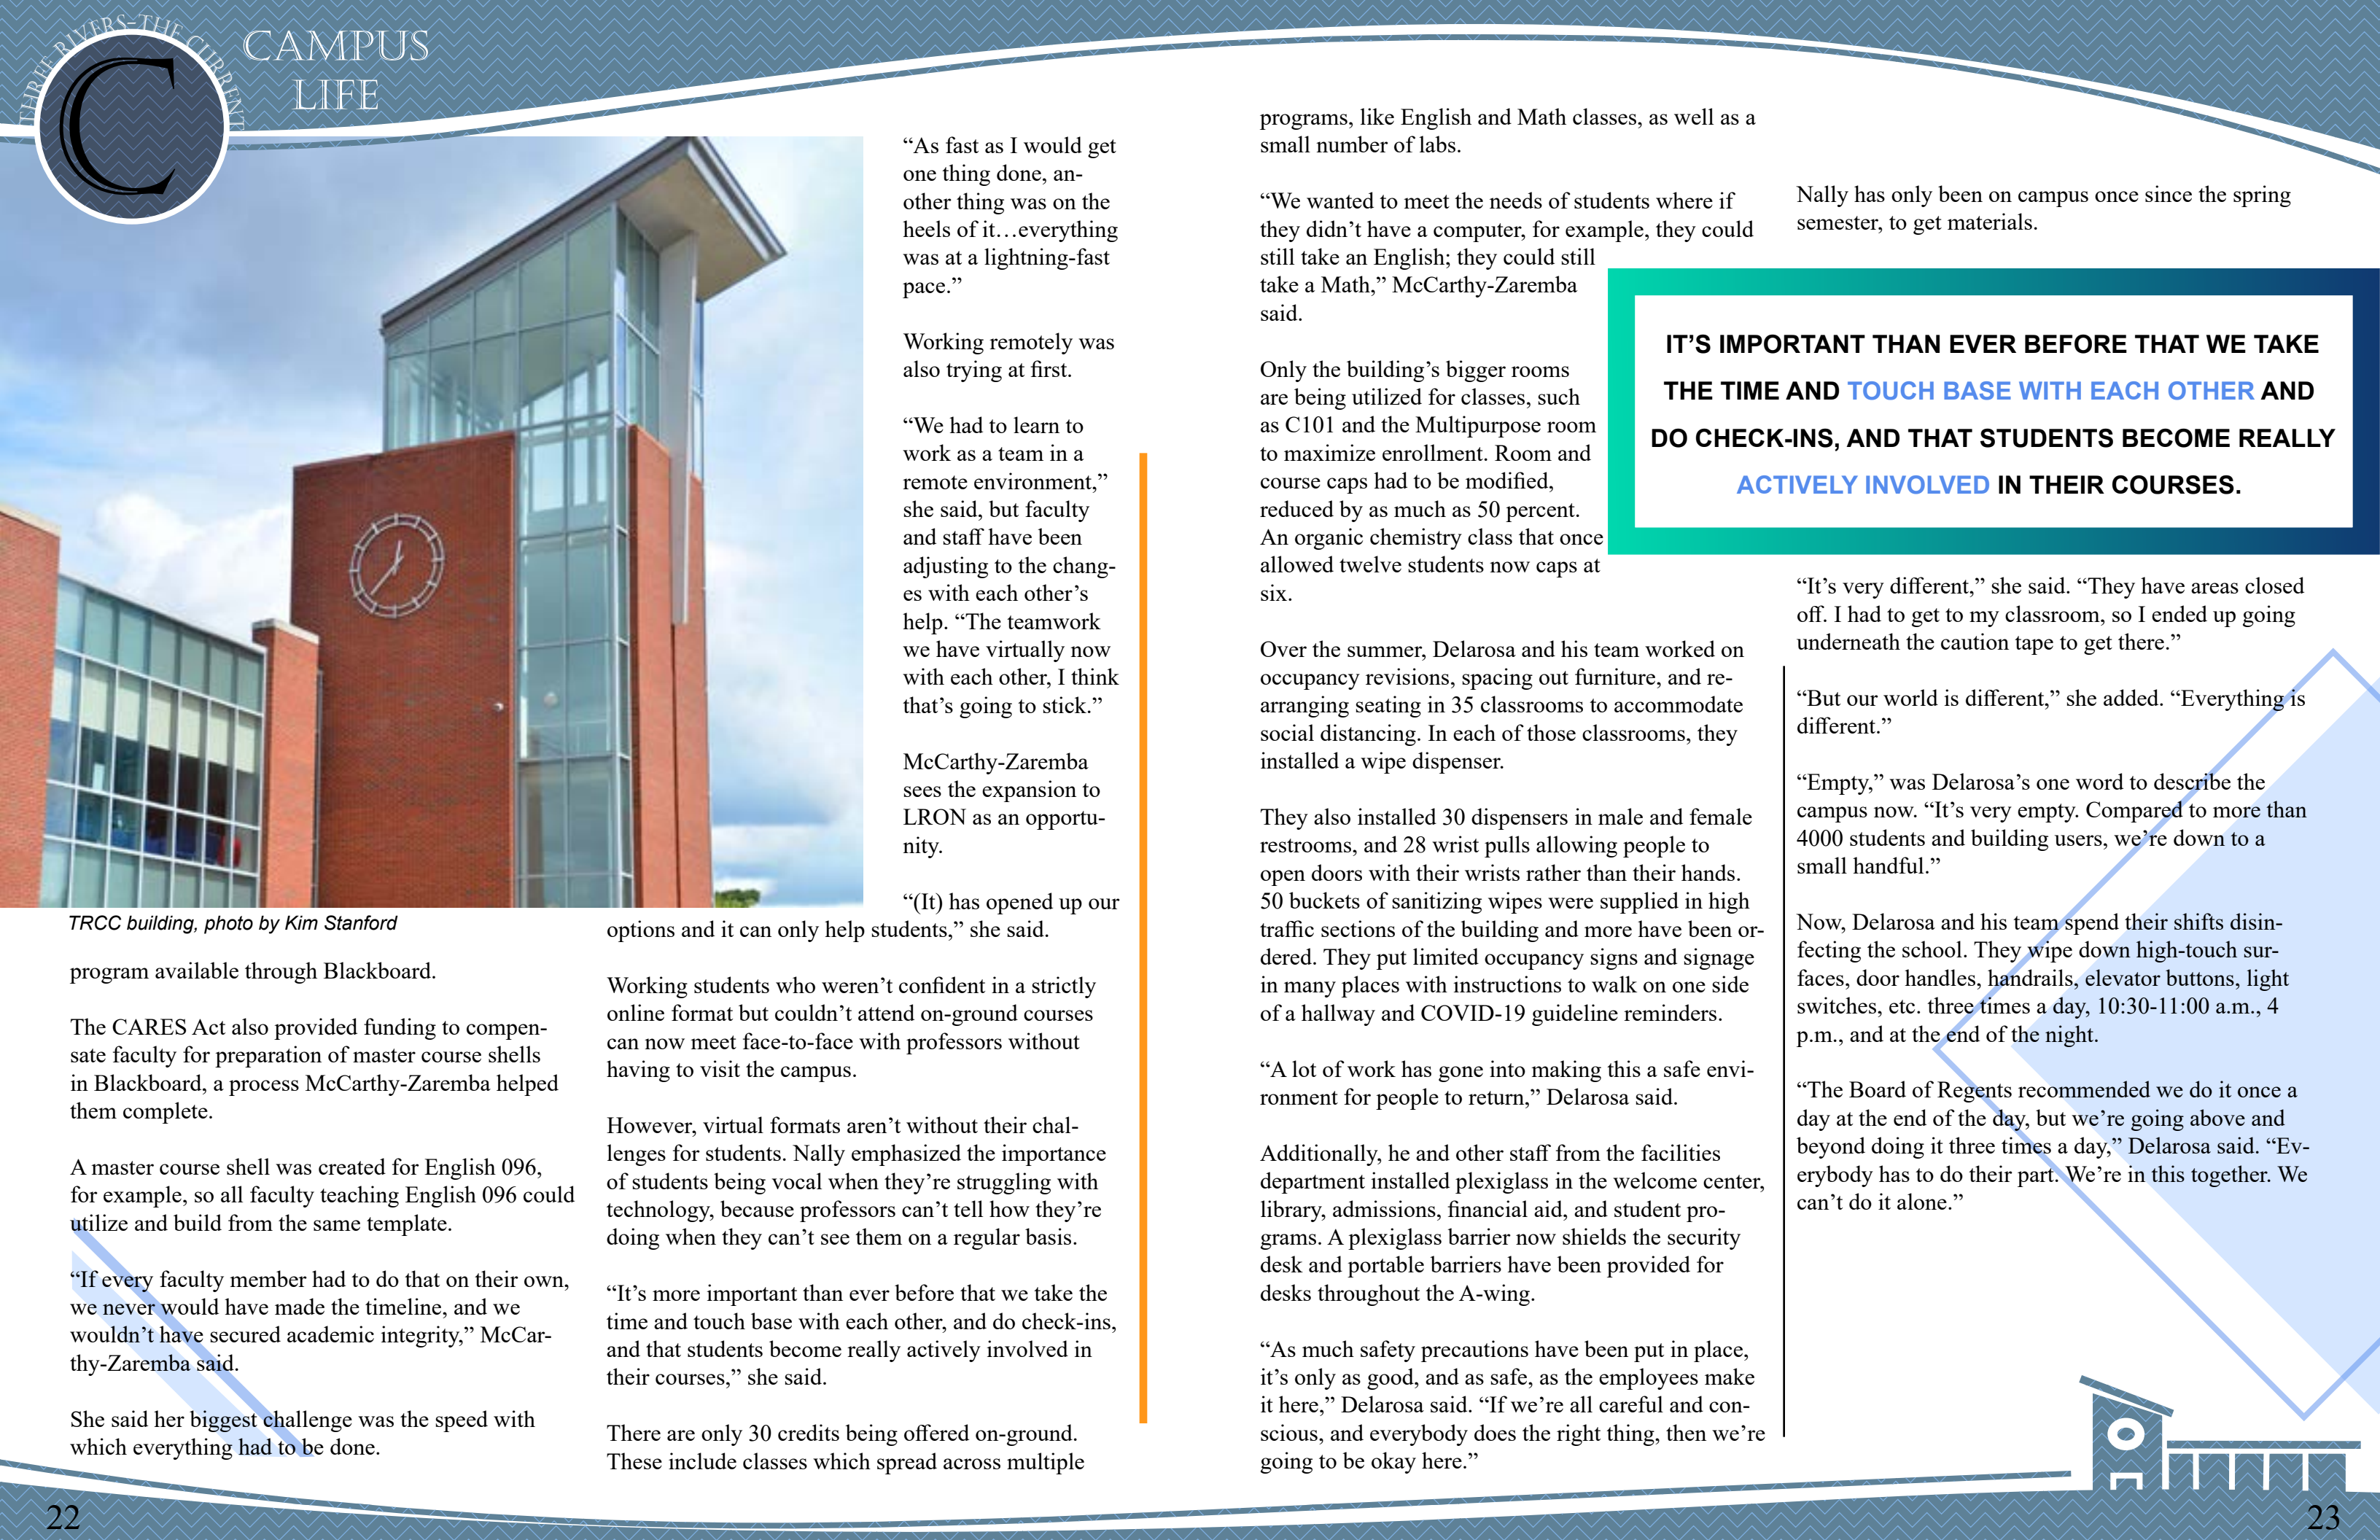 THREE RIVERS-THE CURRENT
C
CAMPUS
LIFE
TRCC building, photo by Kim Stanford
program available through Blackboard.
The CARES Act also provided funding to compen-
sate faculty for preparation of master course shells
in Blackboard, a process McCarthy-Zaremba helped
them complete.
A master course shell was created for English 096,
for example, so all faculty teaching English 096 could
utilize and build from the same template.
“If every faculty member had to do that on their own,
we never would have made the timeline, and we
wouldn’t have secured academic integrity,” McCar-
thy-Zaremba said.
She said her biggest challenge was the speed with
which everything had to be done.
“As fast as I would get
one thing done, an-
other thing was on the
heels of it…everything
was at a lightning-fast
pace.”
Working remotely was
also trying at first.
“We had to learn to
work as a team in a
remote environment,”
she said, but faculty
and staff have been
adjusting to the chang-
es with each other’s
help. “The teamwork
we have virtually now
with each other, I think
that’s going to stick.”
McCarthy-Zaremba
sees the expansion to
LRON as an opportu-
nity.
“(It) has opened up our
options and it can only help students,” she said.
Working students who weren’t confident in a strictly
online format but couldn’t attend on-ground courses
can now meet face-to-face with professors without
having to visit the campus.
However, virtual formats aren’t without their chal-
lenges for students. Nally emphasized the importance
of students being vocal when they’re struggling with
technology, because professors can’t tell how they’re
doing when they can’t see them on a regular basis.
“It’s more important than ever before that we take the
time and touch base with each other, and do check-ins,
and that students become really actively involved in
their courses,” she said.
There are only 30 credits being offered on-ground.
These include classes which spread across multiple
22
programs, like English and Math classes, as well as a
small number of labs.
“We wanted to meet the needs of students where if
they didn’t have a computer, for example, they could
still take an English; they could still
take a Math,” McCarthy-Zaremba
said.
Only the building’s bigger rooms
are being utilized for classes, such
as C101 and the Multipurpose room
to maximize enrollment. Room and
course caps had to be modified,
reduced by as much as 50 percent.
An organic chemistry class that once
allowed twelve students now caps at
six.
Over the summer, Delarosa and his team worked on
occupancy revisions, spacing out furniture, and re-
arranging seating in 35 classrooms to accommodate
social distancing. In each of those classrooms, they
installed a wipe dispenser.
They also installed 30 dispensers in male and female
restrooms, and 28 wrist pulls allowing people to
open doors with their wrists rather than their hands.
50 buckets of sanitizing wipes were supplied in high
traffic sections of the building and more have been or-
dered. They put limited occupancy signs and signage
in many places with instructions to walk on one side
of a hallway and COVID-19 guideline reminders.
“A lot of work has gone into making this a safe envi-
ronment for people to return,” Delarosa said.
Additionally, he and other staff from the facilities
department installed plexiglass in the welcome center,
library, admissions, financial aid, and student pro-
grams. A plexiglass barrier now shields the security
desk and portable barriers have been provided for
desks throughout the A-wing.
“As much safety precautions have been put in place,
it’s only as good, and as safe, as the employees make
it here,” Delarosa said. “If we’re all careful and con-
scious, and everybody does the right thing, then we’re
going to be okay here.”
Nally has only been on campus once since the spring
semester, to get materials.
IT’S IMPORTANT THAN EVER BEFORE THAT WE TAKE
THE TIME AND TOUCH BASE WITH EACH OTHER AND
DO CHECK-INS, AND THAT STUDENTS BECOME REALLY
ACTIVELY INVOLVED IN THEIR COURSES.
“It’s very different,” she said. “They have areas closed
off. I had to get to my classroom, so I ended up going
underneath the caution tape to get there.”
“But our world is different,” she added. “Everything is
different.”
“Empty,” was Delarosa’s one word to describe the
campus now. “It’s very empty. Compared to more than
4000 students and building users, we’re down to a
small handful.”
Now, Delarosa and his team spend their shifts disin-
fecting the school. They wipe down high-touch sur-
faces, door handles, handrails, elevator buttons, light
switches, etc. three times a day, 10:30-11:00 a.m., 4
p.m., and at the end of the night.
“The Board of Regents recommended we do it once a
day at the end of the day, but we’re going above and
beyond doing it three times a day,” Delarosa said. “Ev-
erybody has to do their part. We’re in this together. We
can’t do it alone.”
23